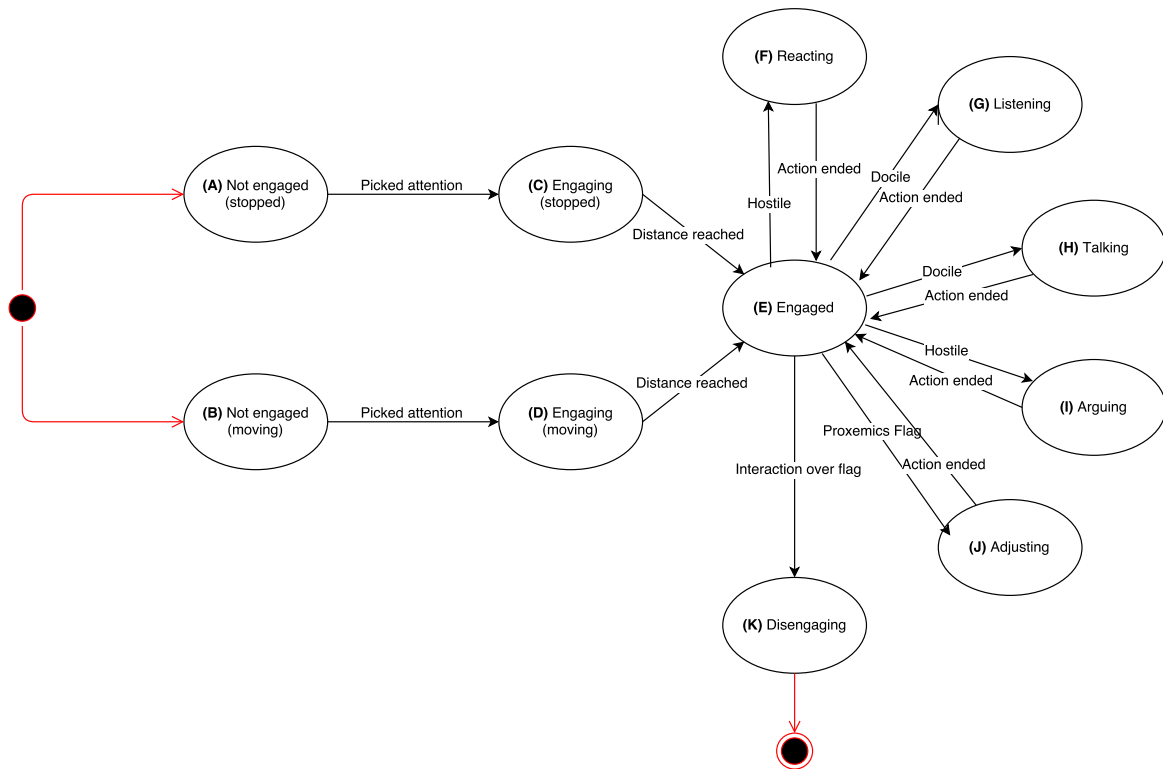 (F) Reacting
(G) Listening
(A) Not engaged
(stopped)
Picked attention
(C) Engaging
(stopped)
Action ended
Docile
Action ended
Hostile
Distance reached
(H) Talking
Docile
Action ended
(E) Engaged
Hostile
Action ended
Distance reached
(I) Arguing
(B) Not engaged
(moving)
Picked attention
(D) Engaging
(moving)
Proxemics Flag
Action ended
Interaction over flag
(J) Adjusting
(K) Disengaging